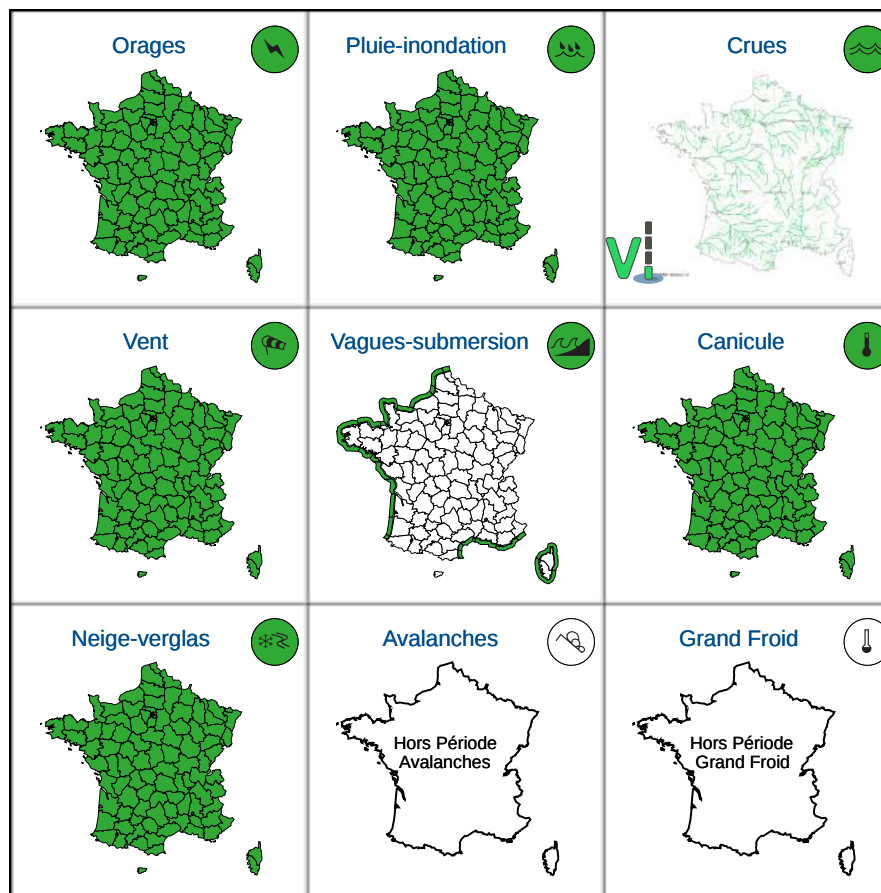 Orages
Pluie-inondation
Crues
Vent
Vagues-submersion
Canicule
Neige-verglas
Avalanches
Grand Froid
Hors Période
Avalanches
Hors Période
Grand Froid